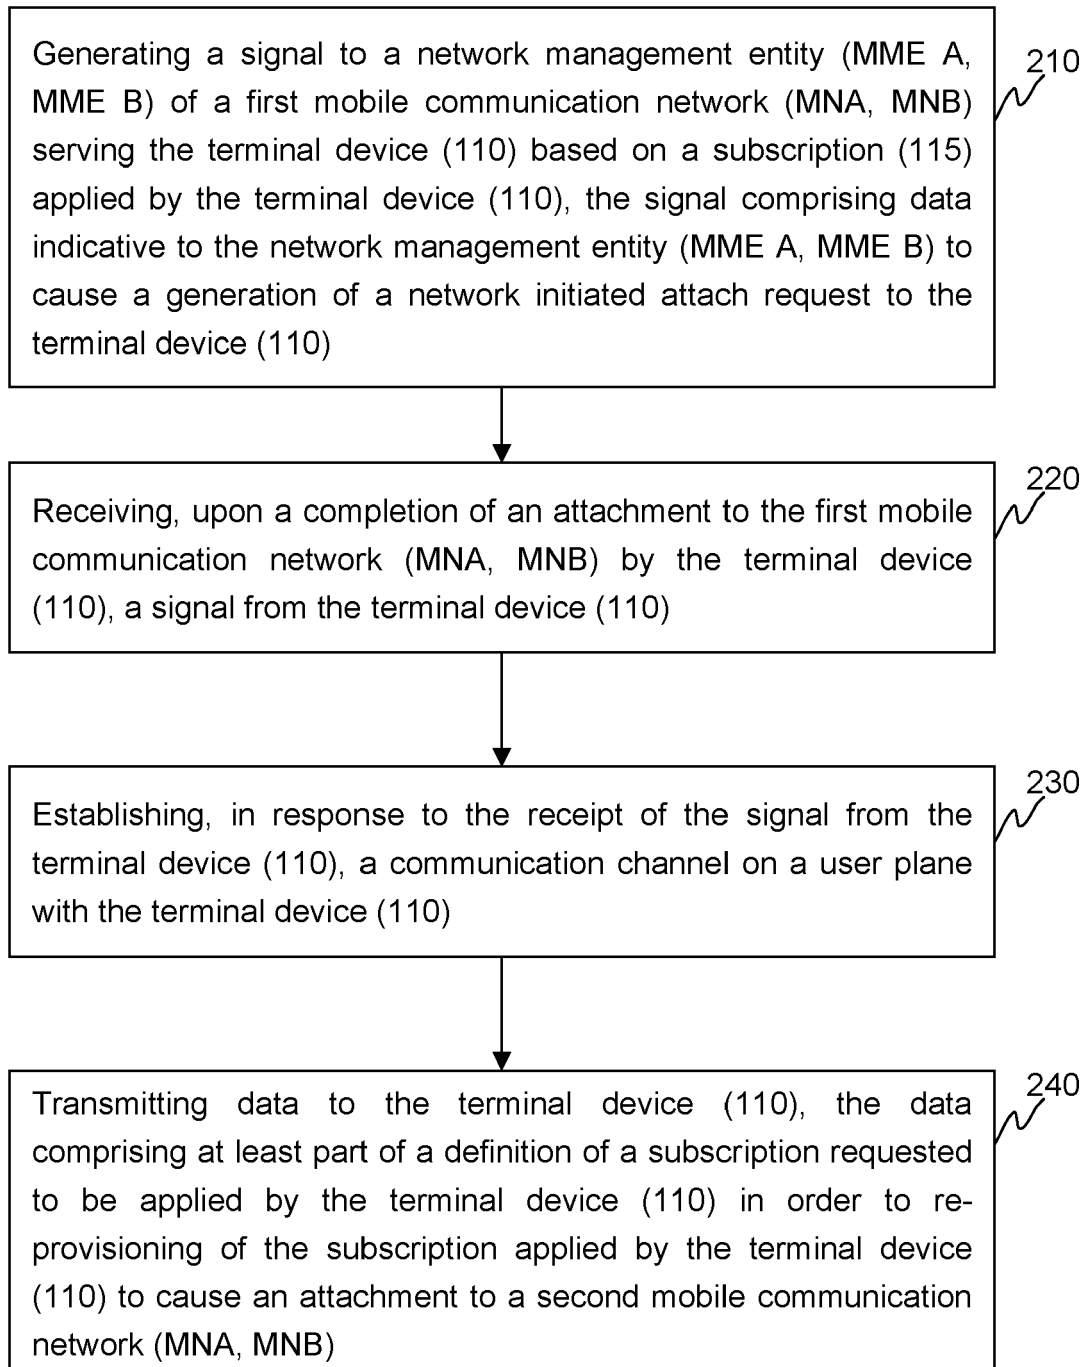 Generating a signal to a network management entity (MME A,
MME B) of a first mobile communication network (MNA, MNB)
serving the terminal device (110) based on a subscription (115)
applied by the terminal device (110), the signal comprising data
indicative to the network management entity (MME A, MME B) to
cause a generation of a network initiated attach request to the
terminal device (110)
210
Receiving, upon a completion of an attachment to the first mobile
communication network (MNA, MNB) by the terminal device
(110), a signal from the terminal device (110)
220
Establishing, in response to the receipt of the signal from the
terminal device (110), a communication channel on a user plane
with the terminal device (110)
230
Transmitting data to the terminal device (110), the data
comprising at least part of a definition of a subscription requested
to be applied by the terminal device (110) in order to re-
provisioning of the subscription applied by the terminal device
(110) to cause an attachment to a second mobile communication
network (MNA, MNB)
240